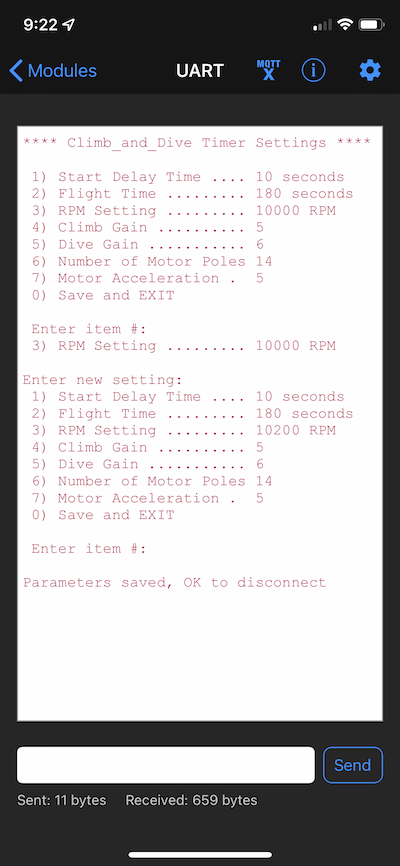 9:22
Modules
UART
MQTT
X
i
**** Climb_and_Dive Timer Settings ****
1) Start Delay Time .... 10 seconds
2) Flight Time ......... 180 seconds
3) RPM Setting ......... 10000 RPM
4) Climb Gain .......... 5
5) Dive Gain ........... 6
6) Number of Motor Poles 14
7) Motor Acceleration .  5
0) Save and EXIT
Enter item #:
3) RPM Setting ......... 10000 RPM
Enter new setting:
1) Start Delay Time .... 10 seconds
2) Flight Time ......... 180 seconds
3) RPM Setting ......... 10200 RPM
4) Climb Gain .......... 5
5) Dive Gain ........... 6
6) Number of Motor Poles 14
7) Motor Acceleration .  5
0) Save and EXIT
Enter item #:
Parameters saved, OK to disconnect
Send
Sent: 11 bytes Received: 659 bytes